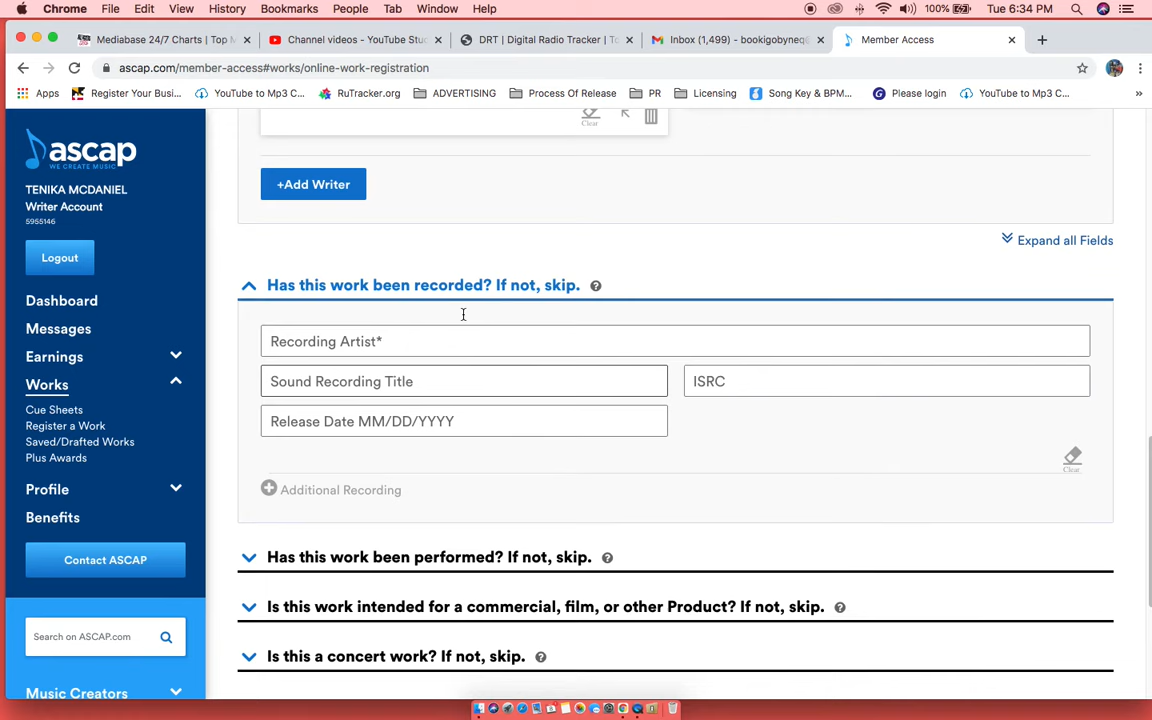 Chrome File Edit View History Bookmarks People Tab Window Help 100% Tue 6:34 PM
Mediabase 24/7 Charts | Top M
Channel videos - YouTube Stud
DRT | Digital Radio Tracker | To
Inbox (1,499) - bookigobyneq@
Member Access
ascap.com/member-access#works/online-work-registration
Apps Register Your Busi... YouTube to Mp3 C... RuTracker.org ADVERTISING Process Of Release PR Licensing Song Key & BPM... Please login YouTube to Mp3 C... »
ascap
WE CREATE MUSIC
TENIKA MCDANIEL
Writer Account
5955146
Logout
Dashboard
Messages
Earnings
Works
Cue Sheets
Register a Work
Saved/Drafted Works
Plus Awards
Profile
Benefits
Contact ASCAP
Search on ASCAP.com
Music Creators
Clear
+Add Writer
Expand all Fields
Has this work been recorded? If not, skip. ?
Recording Artist*
Sound Recording Title
ISRC
Release Date MM/DD/YYYY
Clear
Additional Recording
Has this work been performed? If not, skip. ?
Is this work intended for a commercial, film, or other Product? If not, skip. ?
Is this a concert work? If not, skip. ?